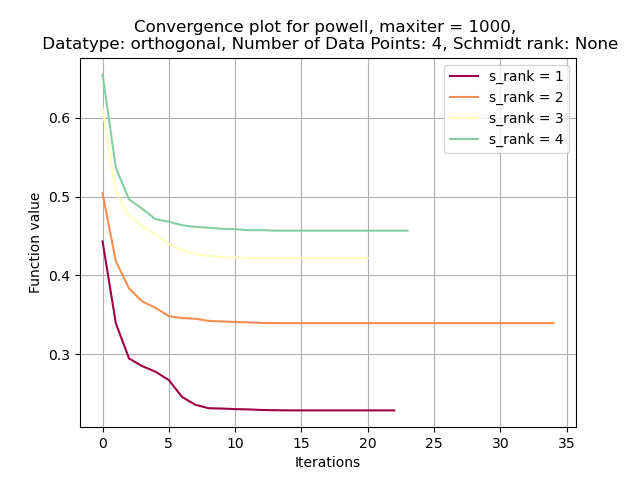 Convergence plot for powell, maxiter = 1000,
Datatype: orthogonal, Number of Data Points: 4, Schmidt rank: None
s_rank = 1
s_rank = 2
s_rank = 3
s_rank = 4
Function value
0.6
0.5
0.4
0.3
0 5 10 15 20 25 30 35
Iterations